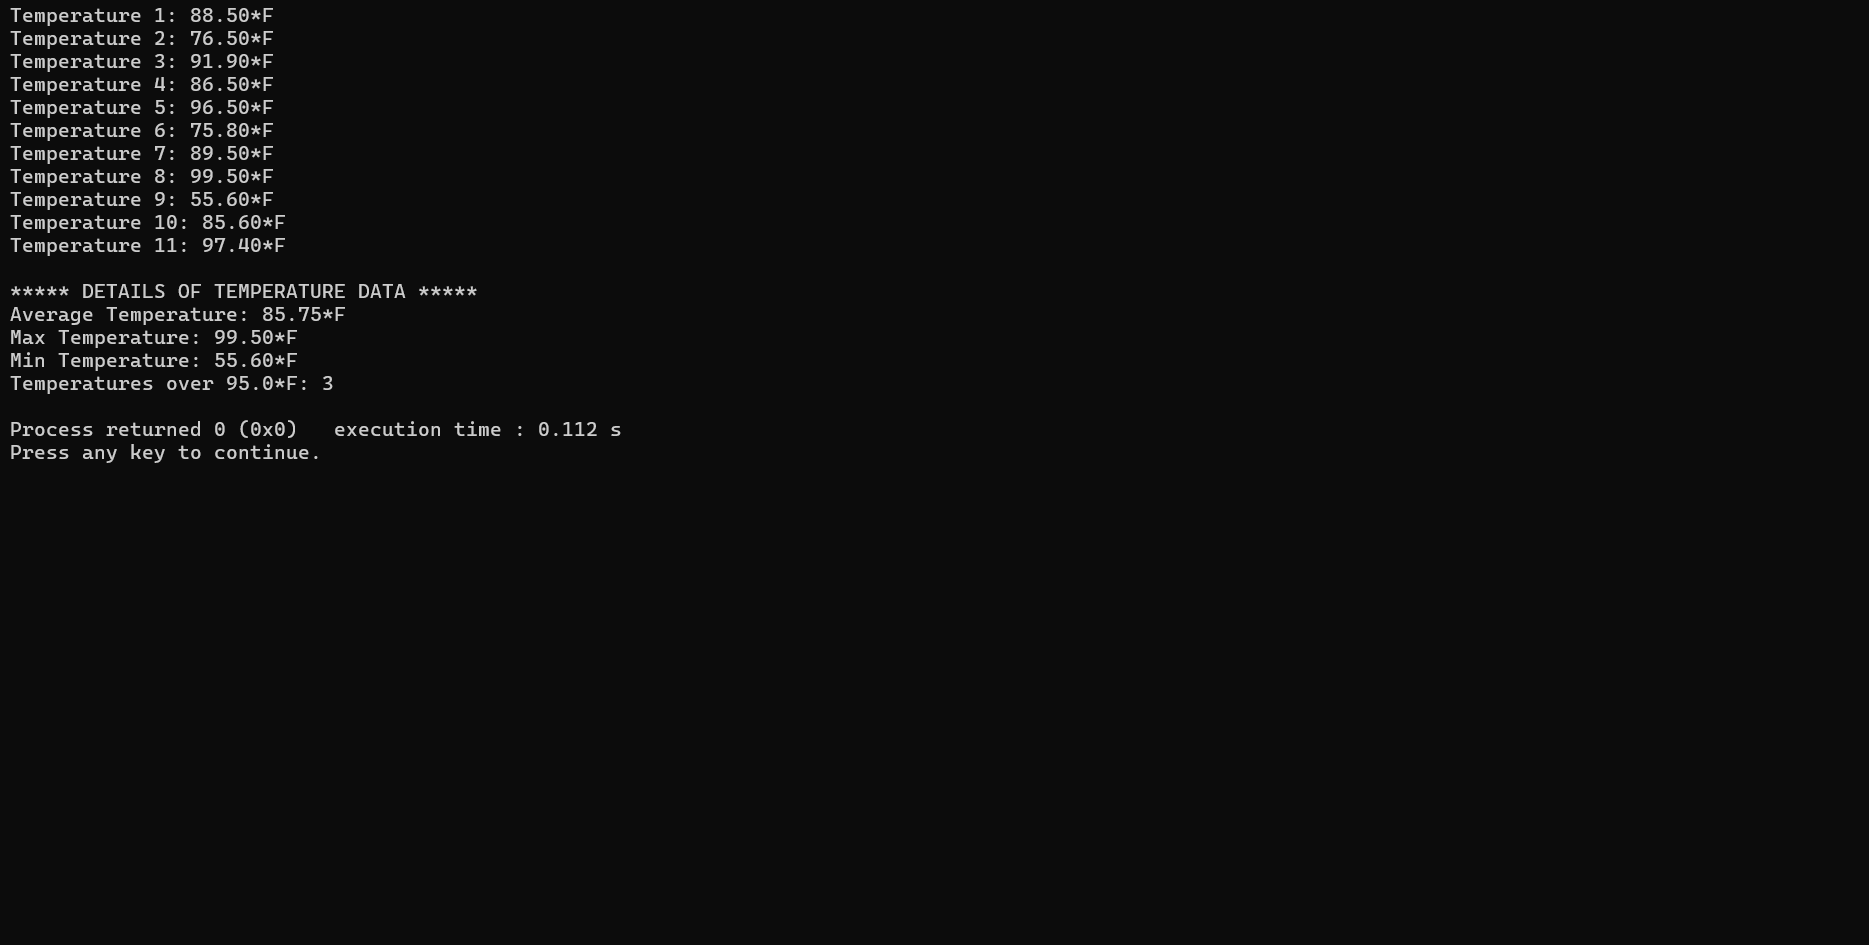 Temperature 1: 88.50*F
Temperature 2: 76.50*F
Temperature 3: 91.90*F
Temperature 4: 86.50*F
Temperature 5: 96.50*F
Temperature 6: 75.80*F
Temperature 7: 89.50*F
Temperature 8: 99.50*F
Temperature 9: 55.60*F
Temperature 10: 85.60*F
Temperature 11: 97.40*F
***** DETAILS OF TEMPERATURE DATA *****
Average Temperature: 85.75*F
Max Temperature: 99.50*F
Min Temperature: 55.60*F
Temperatures over 95.0*F: 3
Process returned 0 (0x0)   execution time : 0.112 s
Press any key to continue.